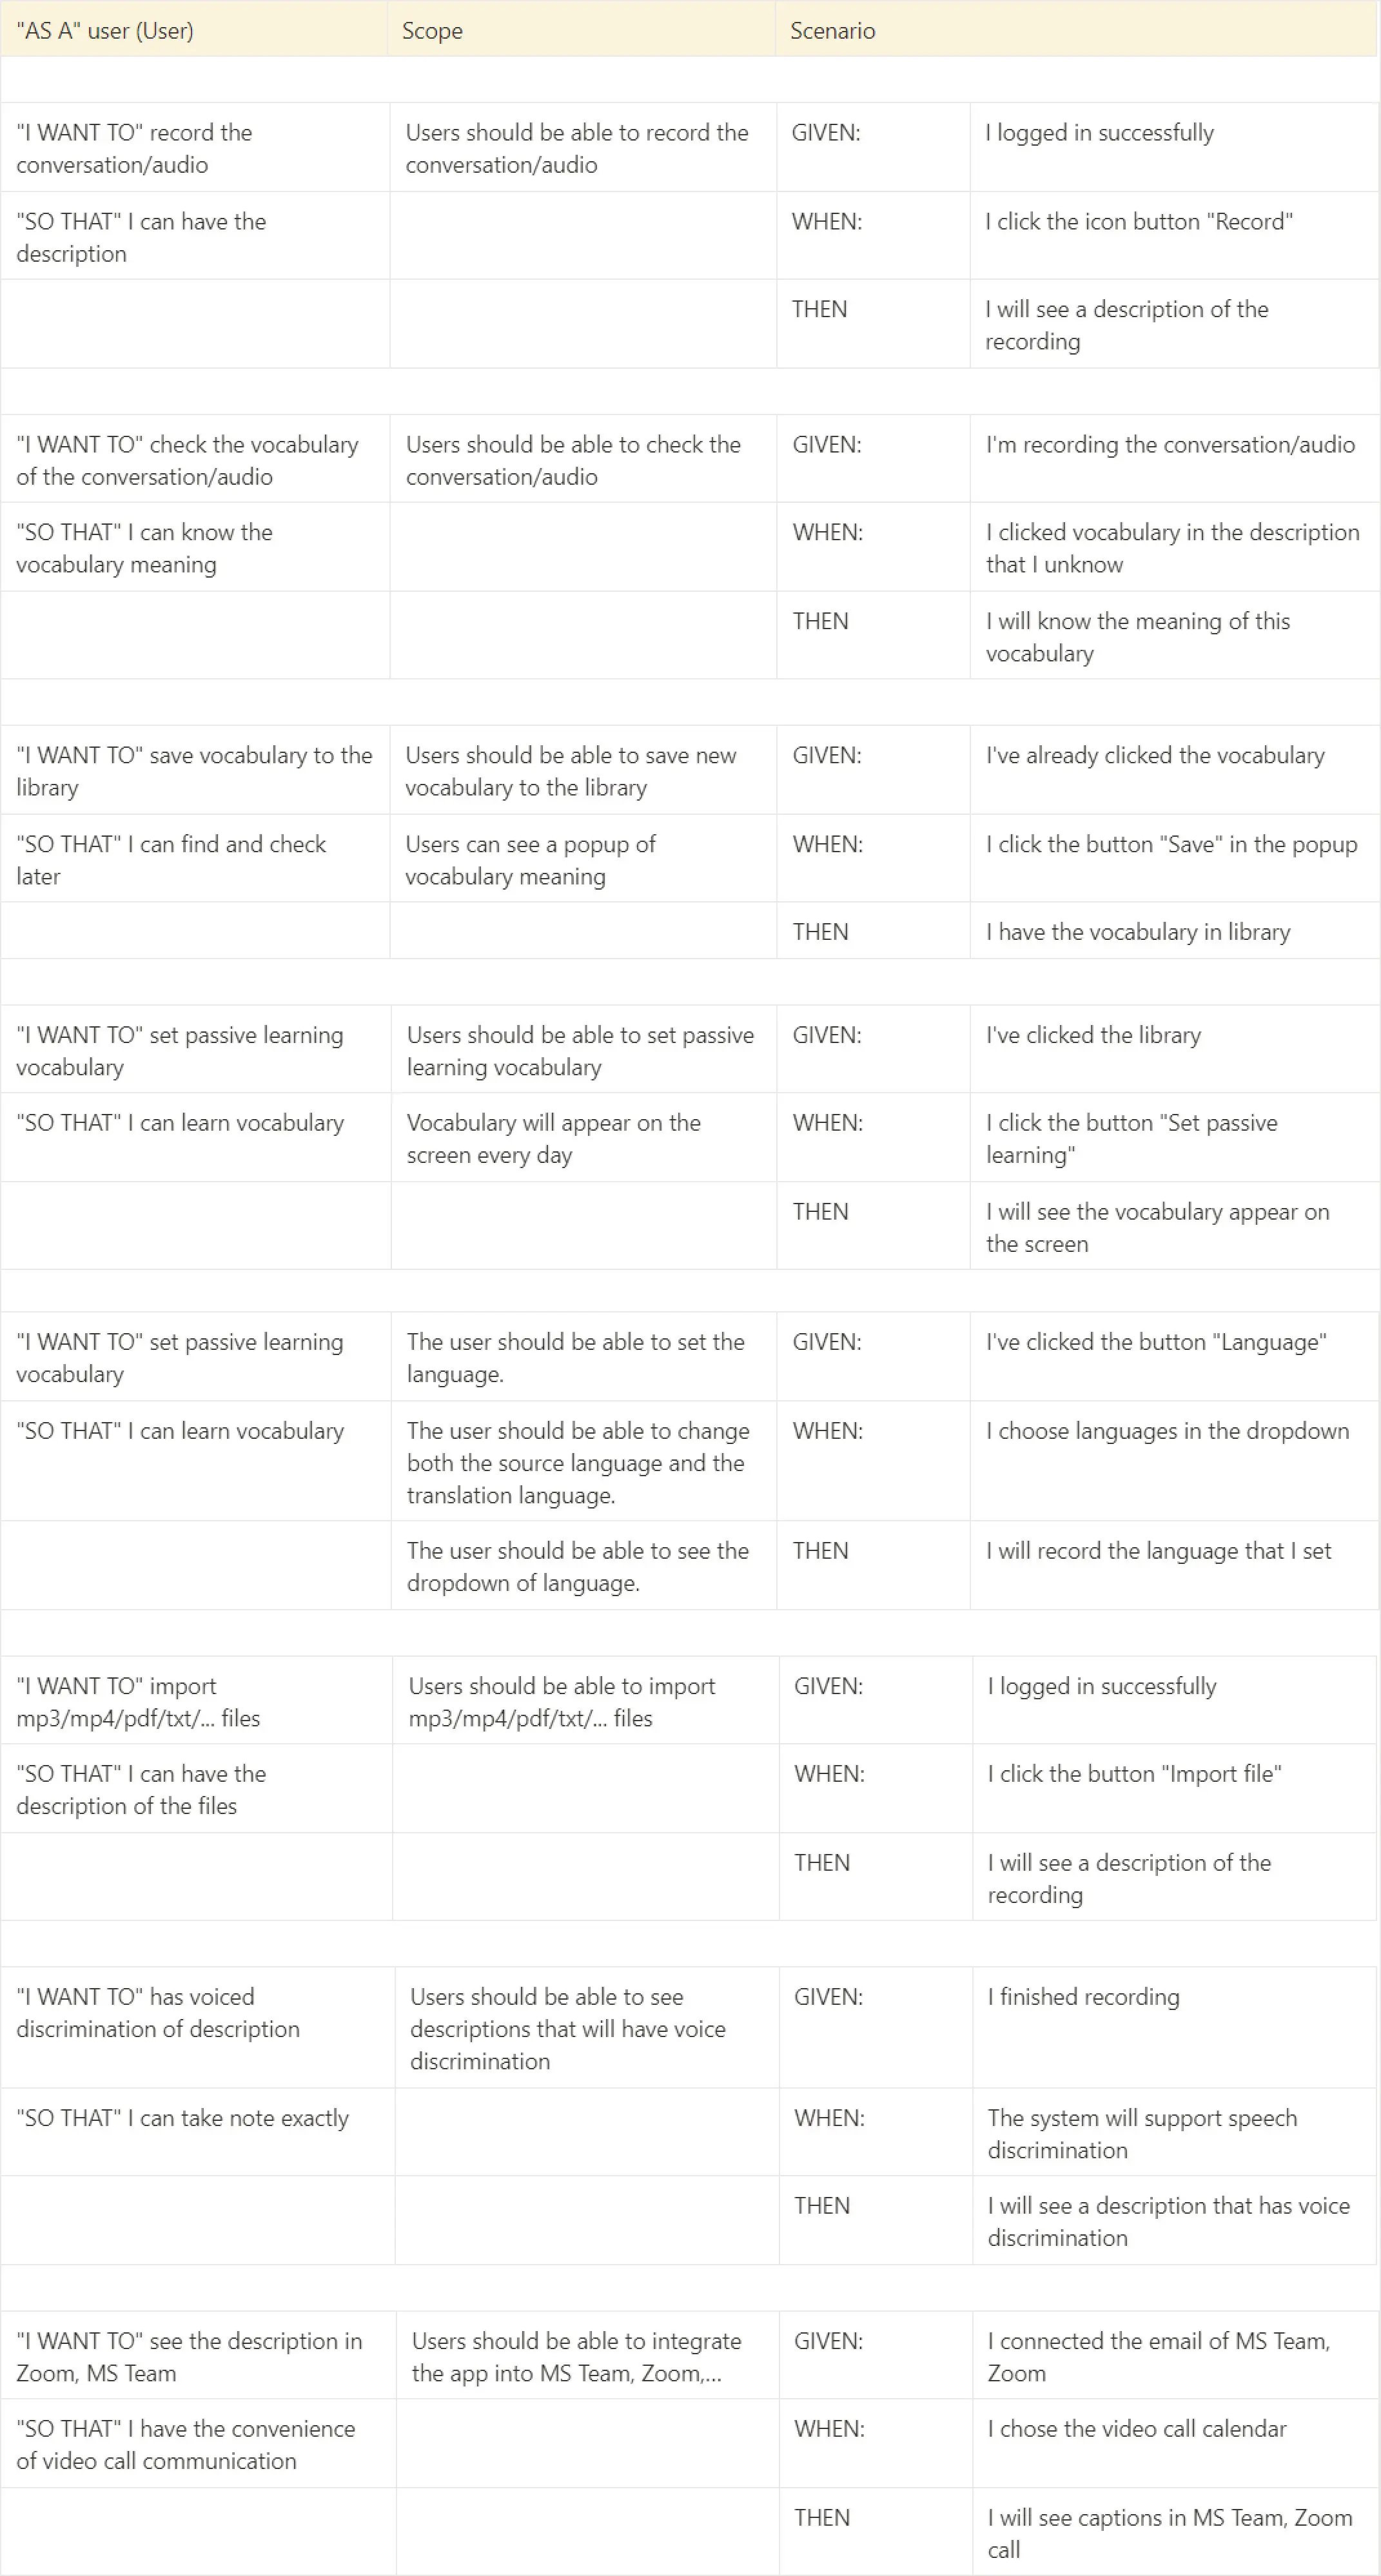 "AS A" user (User)
Scope
Scenario
"I WANT TO" record the
conversation/audio
Users should be able to record the
conversation/audio
GIVEN:
I logged in successfully
"SO THAT" I can have the
description
WHEN:
I click the icon button "Record"
THEN
I will see a description of the
recording
"I WANT TO" check the vocabulary
of the conversation/audio
Users should be able to check the
conversation/audio
GIVEN:
I'm recording the conversation/audio
"SO THAT" I can know the
vocabulary meaning
WHEN:
I clicked vocabulary in the description
that I unknow
THEN
I will know the meaning of this
vocabulary
"I WANT TO" save vocabulary to the
library
Users should be able to save new
vocabulary to the library
GIVEN:
I've already clicked the vocabulary
"SO THAT" I can find and check
later
Users can see a popup of
vocabulary meaning
WHEN:
I click the button "Save" in the popup
THEN
I have the vocabulary in library
"I WANT TO" set passive learning
vocabulary
Users should be able to set passive
learning vocabulary
GIVEN:
I've clicked the library
"SO THAT" I can learn vocabulary
Vocabulary will appear on the
screen every day
WHEN:
I click the button "Set passive
learning"
THEN
I will see the vocabulary appear on
the screen
"I WANT TO" set passive learning
vocabulary
The user should be able to set the
language.
GIVEN:
I've clicked the button "Language"
"SO THAT" I can learn vocabulary
The user should be able to change
both the source language and the
translation language.
WHEN:
I choose languages in the dropdown
The user should be able to see the
dropdown of language.
THEN
I will record the language that I set
"I WANT TO" import
mp3/mp4/pdf/txt/... files
Users should be able to import
mp3/mp4/pdf/txt/... files
GIVEN:
I logged in successfully
"SO THAT" I can have the
description of the files
WHEN:
I click the button "Import file"
THEN
I will see a description of the
recording
"I WANT TO" has voiced
discrimination of description
Users should be able to see
descriptions that will have voice
discrimination
GIVEN:
I finished recording
"SO THAT" I can take note exactly
WHEN:
The system will support speech
discrimination
THEN
I will see a description that has voice
discrimination
"I WANT TO" see the description in
Zoom, MS Team
Users should be able to integrate
the app into MS Team, Zoom,...
GIVEN:
I connected the email of MS Team,
Zoom
"SO THAT" I have the convenience
of video call communication
WHEN:
I chose the video call calendar
THEN
I will see captions in MS Team, Zoom
call